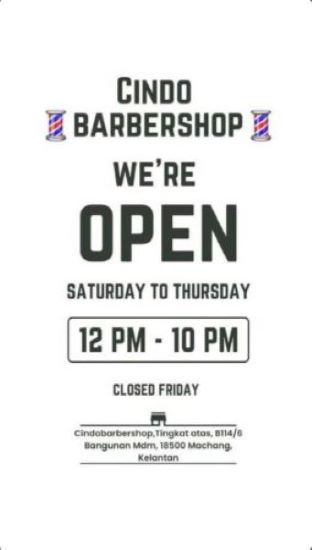 CINDO
BARBERSHOP
WE'RE
OPEN
SATURDAY TO THURSDAY
12 PM - 10 PM
CLOSED FRIDAY
Cindobarbershop,Tingkat atas, B114/6
Bangunan Mdm, 18500 Machang,
Kelantan